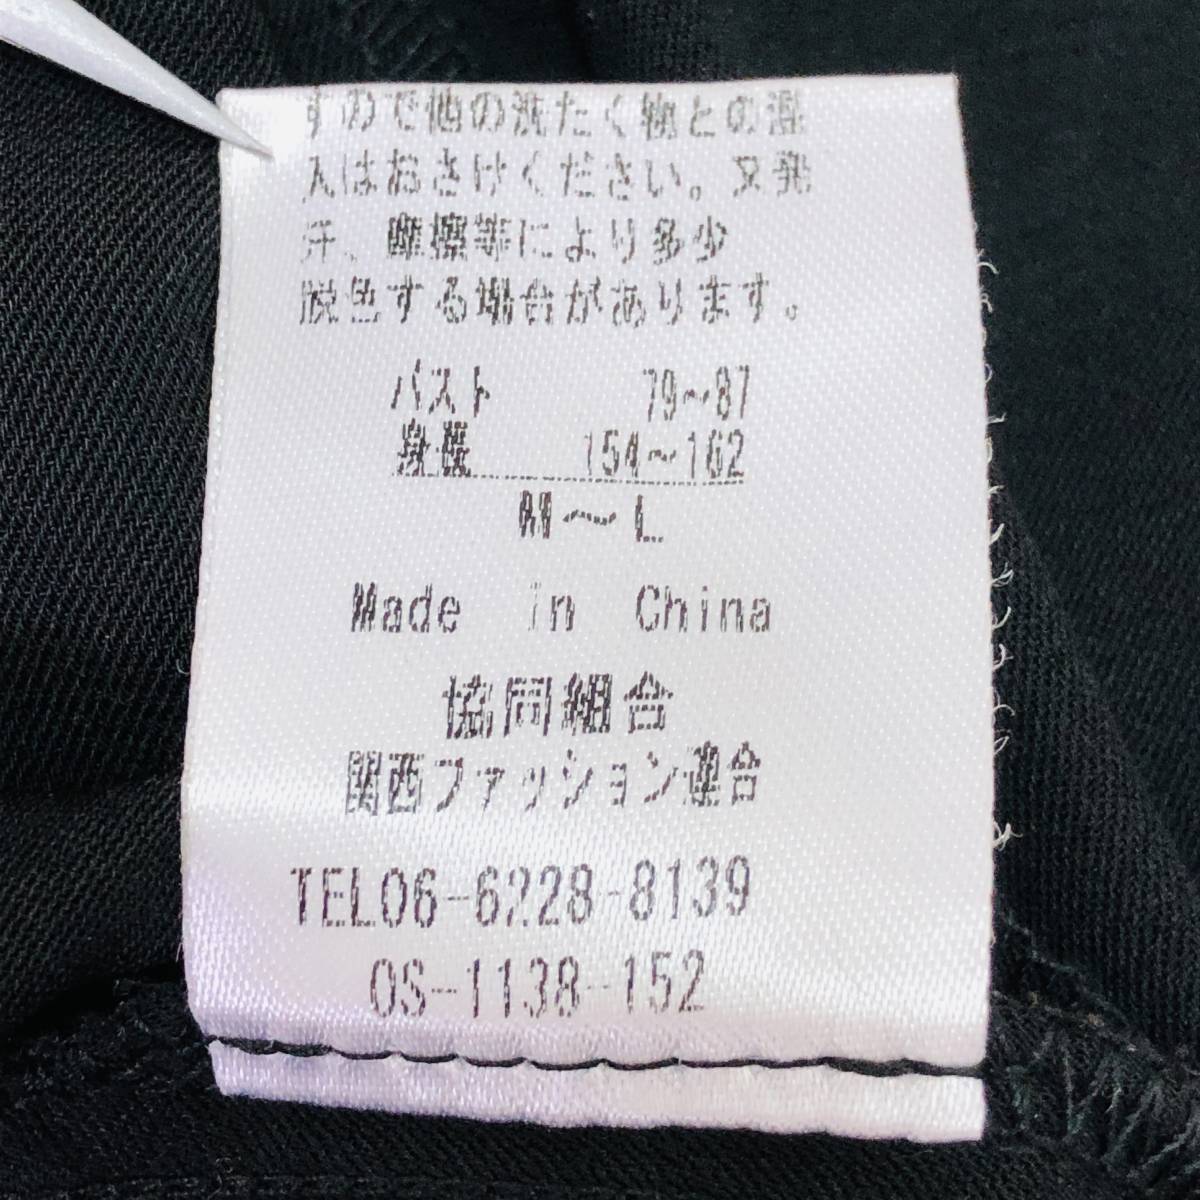 すので他の洗たく物との混
入はおさけください。又発
汗、摩擦等により多少
脱色する場合があります。
バスト 79~87
身長 154~162
M~L
Made in China
協同組合
関西ファッション連合
TEL06-6228-8139
OS-1138-152